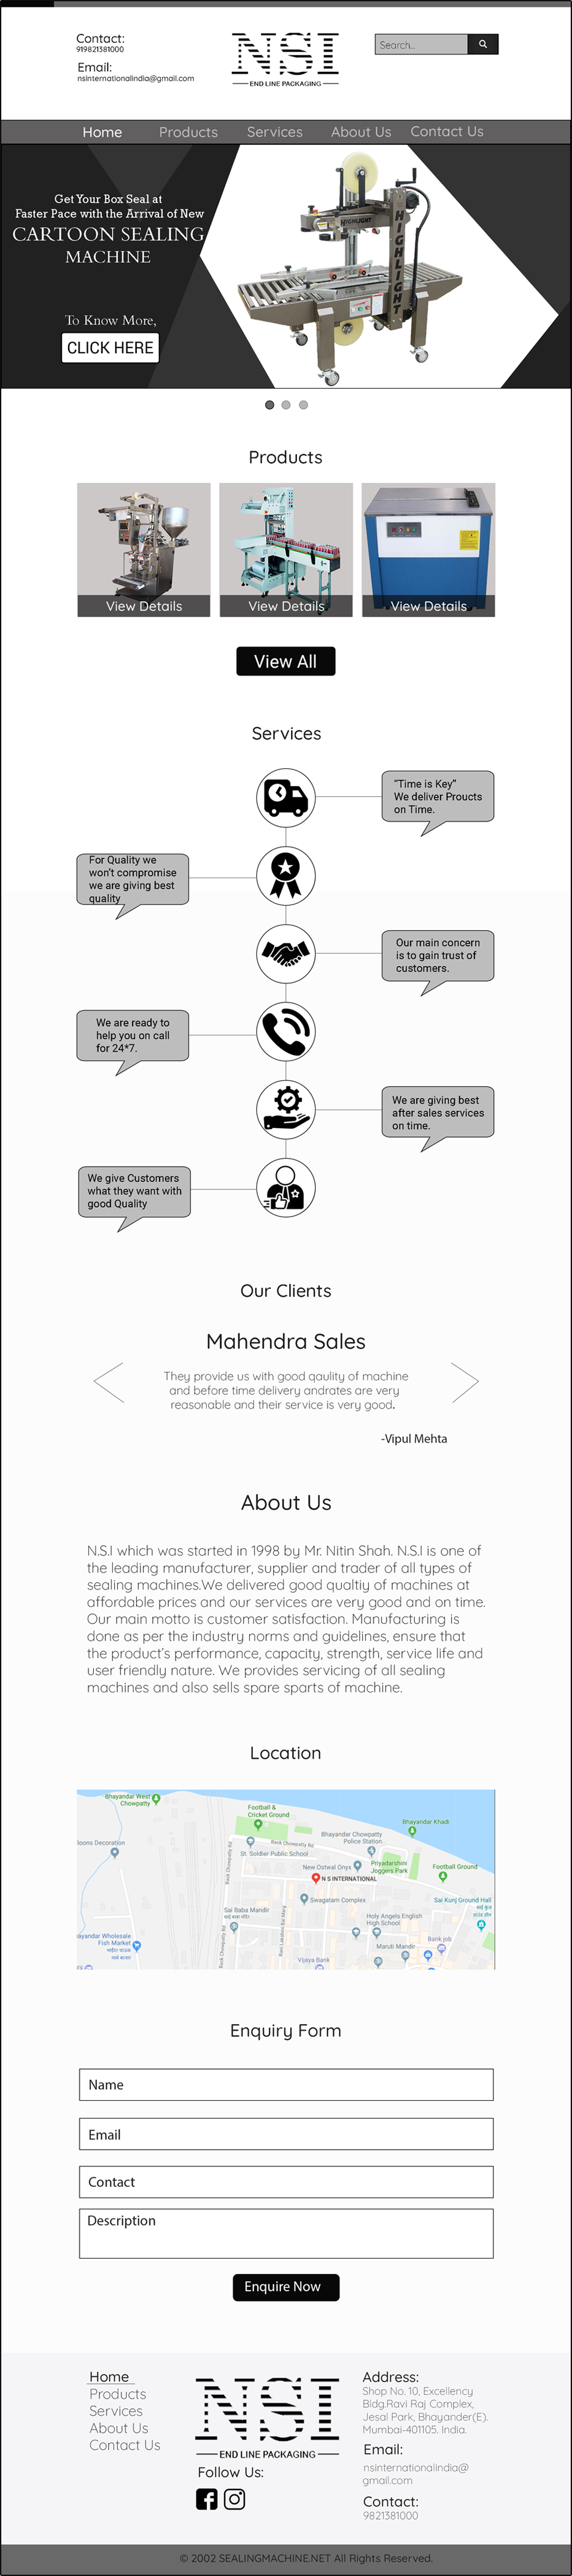 Contact:
919821381000
Email:
nsinternationalindia@gmail.com
NSI
END LINE PACKAGING
Search..
Home Products Services About Us Contact Us
Get Your Box Seal at
Faster Pace with the Arrival of New
CARTOON SEALING
MACHINE
To Know More,
CLICK HERE
HIGHLIGHT
HIGHLIGHT
Products
View Details View Details View Details
View All
Services
"Time is Key"
We deliver Proucts
on Time.
For Quality we
won't compromise
we are giving best
quality
Our main concern
is to gain trust of
customers.
We are ready to
help you on call
for 24*7.
We are giving best
after sales services
on time.
We give Customers
what they want with
good Quality
Our Clients
Mahendra Sales
They provide us with good qaulity of machine
and before time delivery andrates are very
reasonable and their service is very good.
-Vipul Mehta
About Us
N.S.I which was started in 1998 by Mr. Nitin Shah. N.S.I is one of
the leading manufacturer, supplier and trader of all types of
sealing machines.We delivered good qualtiy of machines at
affordable prices and our services are very good and on time.
Our main motto is customer satisfaction. Manufacturing is
done as per the industry norms and guidelines, ensure that
the product's performance, capacity, strength, service life and
user friendly nature. We provides servicing of all sealing
machines and also sells spare sparts of machine.
Location
Bhayandar West
Chowpatty
Football &
Cricket Ground
Bhayandar Khadi
loons Decoration
Bhayandar Chowpatty
Police Station
St. Soldier Public School
New Ostwal Onyx
Priyadarshini
Joggers Park
Football Ground
N S INTERNATIONAL
Swagatam Complex
Sai Kunj Ground Hall
Sai Baba Mandir
Holy Angels English
High School
ayandar Wholesale
Fish Market
Maruti Mandir
Bank job
Vijaya Bank
Enquiry Form
Name
Email
Contact
Description
Enquire Now
Home
Products
Services
About Us
Contact Us
NSI
END LINE PACKAGING
Follow Us:
Address:
Shop No. 10, Excellency
Bidg.Ravi Raj Complex,
Jesal Park, Bhayander(E).
Mumbai-401105. India.
Email:
nsinternationalindia@
gmail.com
Contact:
9821381000
© 2002 SEALINGMACHINE.NET All Rights Reserved.